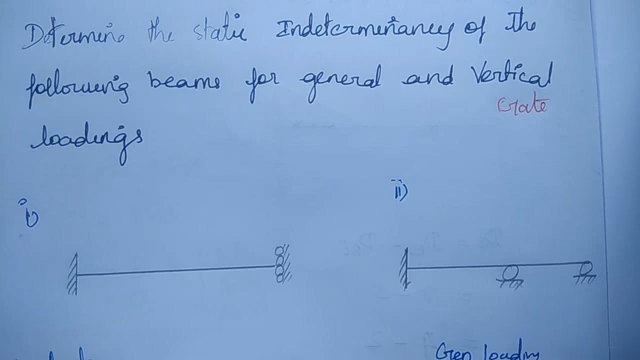 Determine the static Indeterminancy of the
following beams for general and vertical
Gate
loadings
i)
ii)
Gen loading